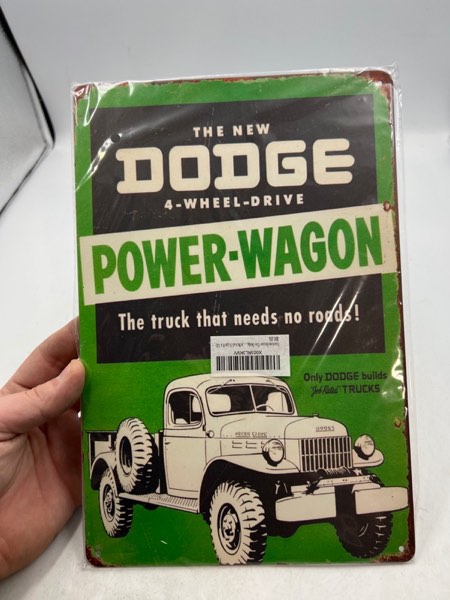 THE NEW
DODGE
4-WHEEL-DRIVE
POWER-WAGON
The truck that needs no roads!
Only DODGE builds
"Job-Rated" TRUCKS
DODGE